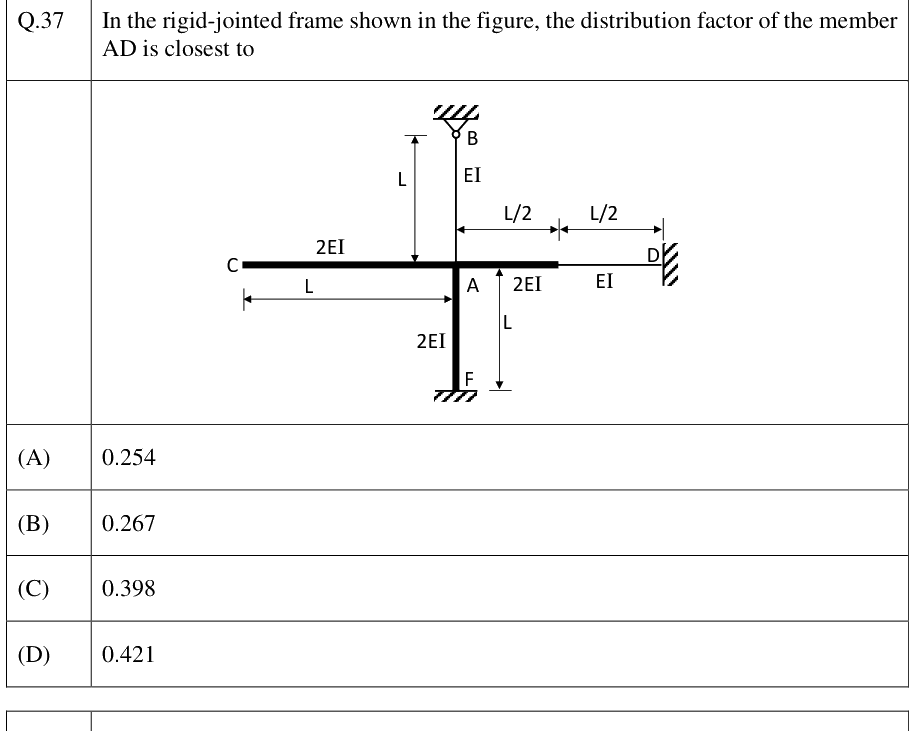 Q.37
In the rigid-jointed frame shown in the figure, the distribution factor of the member
AD is closest to
B
L
EI
L/2
L/2
2EI
D
C
A
2EI
EI
L
L
2EI
F
(A)
0.254
(B)
0.267
(C)
0.398
(D)
0.421